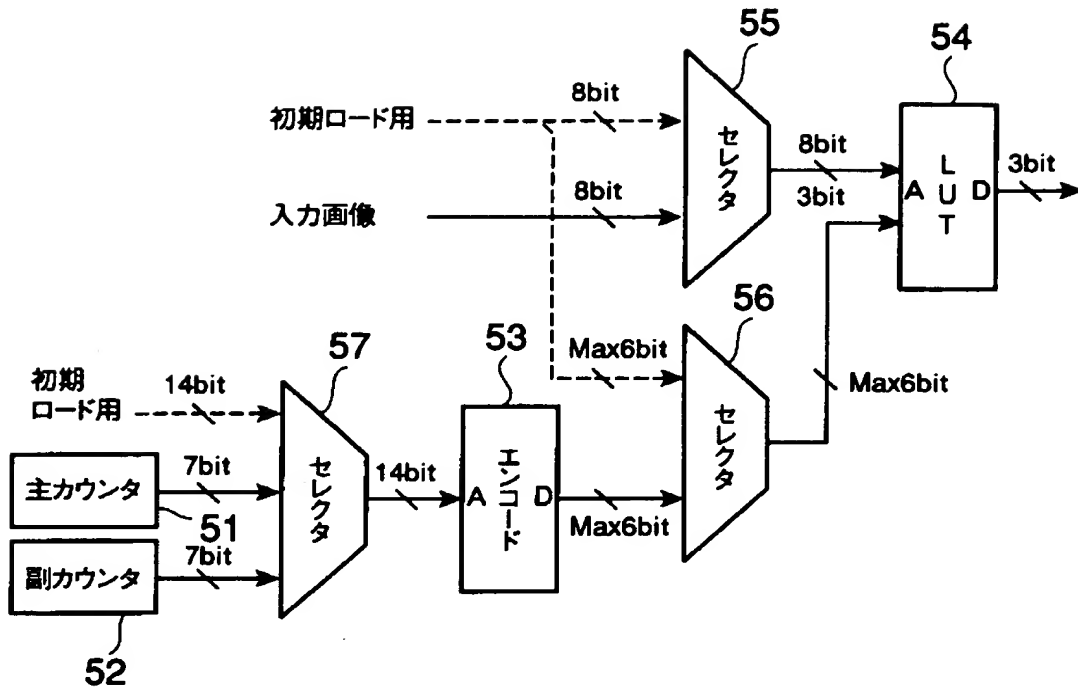 55
54
初期ロード用
8bit
セレクタ
8bit
3bit
LUT
A
D
3bit
入力画像
8bit
56
57
53
Max6bit
セレクタ
Max6bit
初期
ロード用
14bit
セレクタ
14bit
エンコード
A
D
Max6bit
主カウンタ
7bit
51
副カウンタ
7bit
52